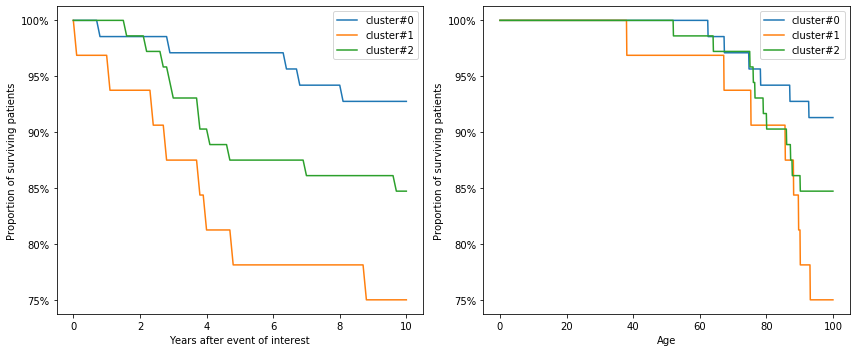 100%
95%
90%
85%
80%
75%
Proportion of surviving patients
0
2
4
6
8
10
Years after event of interest
cluster#0
cluster#1
cluster#2
100%
95%
90%
85%
80%
75%
Proportion of surviving patients
0
20
40
60
80
100
Age
cluster#0
cluster#1
cluster#2